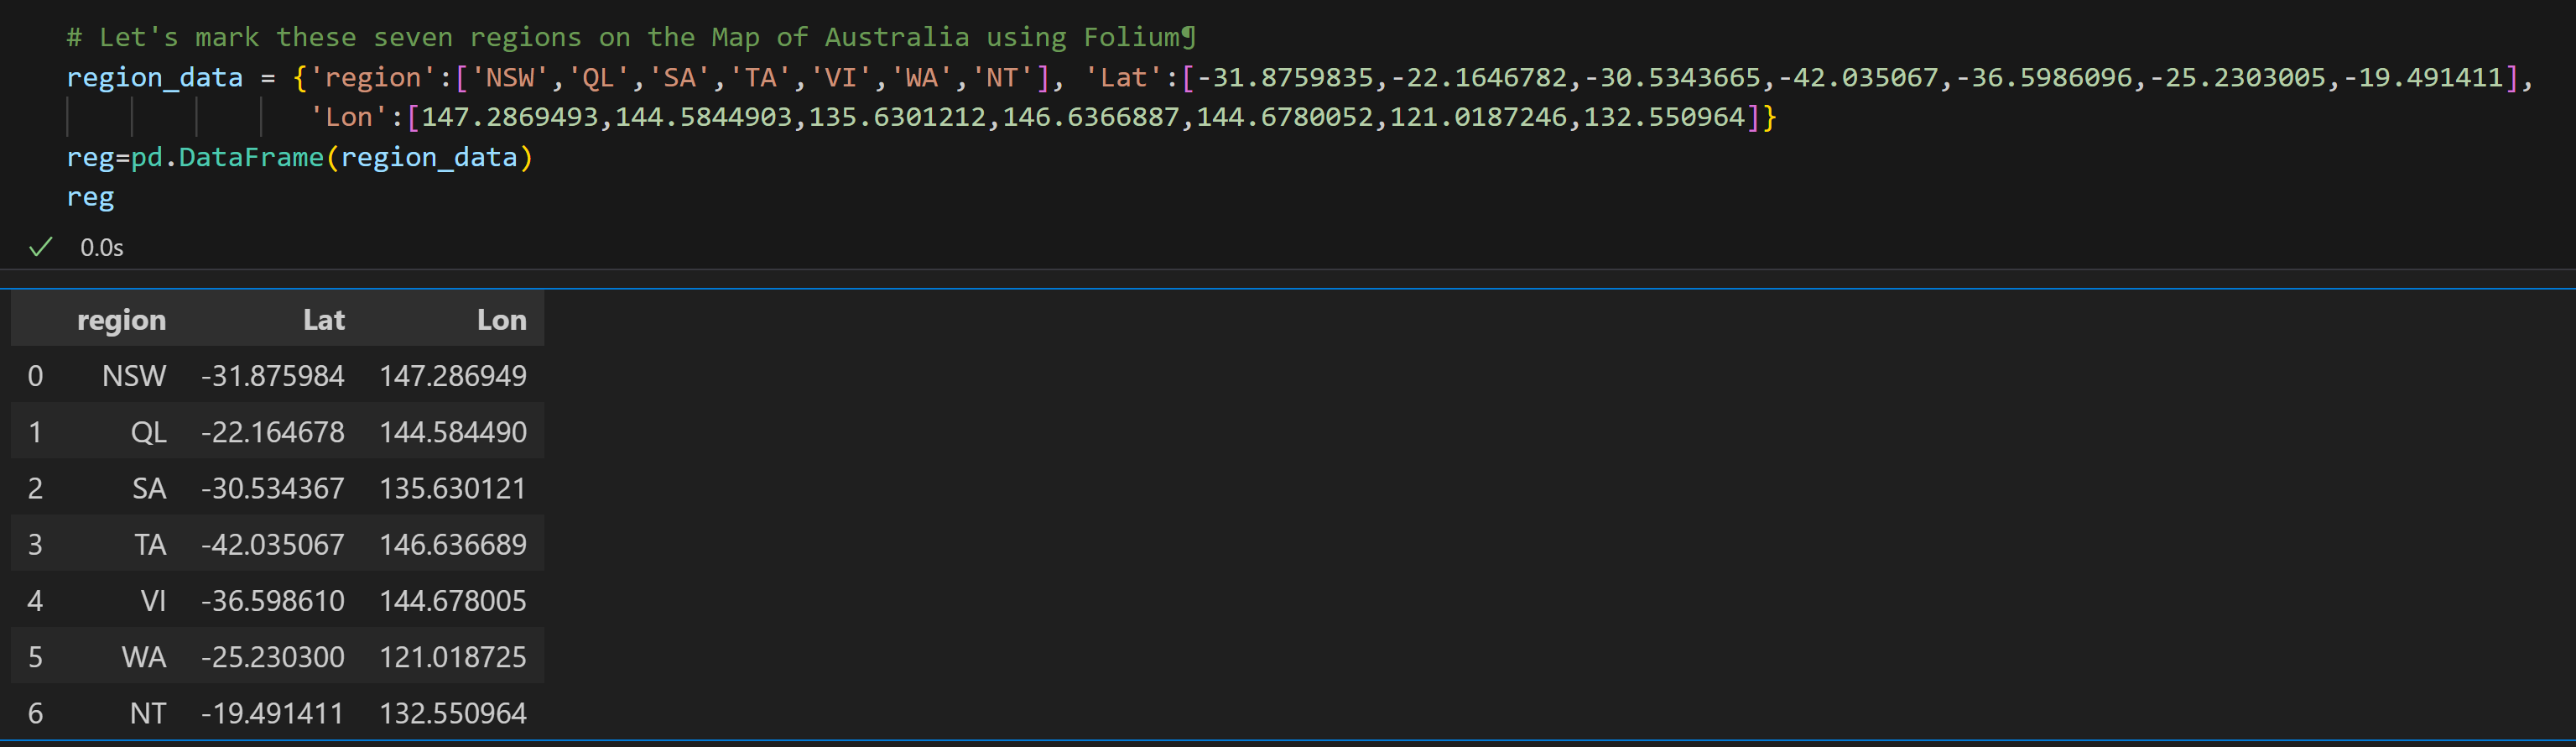 # Let's mark these seven regions on the Map of Australia using Folium¶
region_data = {'region':['NSW','QL','SA','TA','VI','WA','NT'], 'Lat':[-31.8759835,-22.1646782,-30.5343665,-42.035067,-36.5986096,-25.2303005,-19.491411],
'Lon':[147.2869493,144.5844903,135.6301212,146.6366887,144.6780052,121.0187246,132.550964]}
reg=pd.DataFrame(region_data)
reg
0.0s
region Lat Lon
0 NSW -31.875984 147.286949
1 QL -22.164678 144.584490
2 SA -30.534367 135.630121
3 TA -42.035067 146.636689
4 VI -36.598610 144.678005
5 WA -25.230300 121.018725
6 NT -19.491411 132.550964